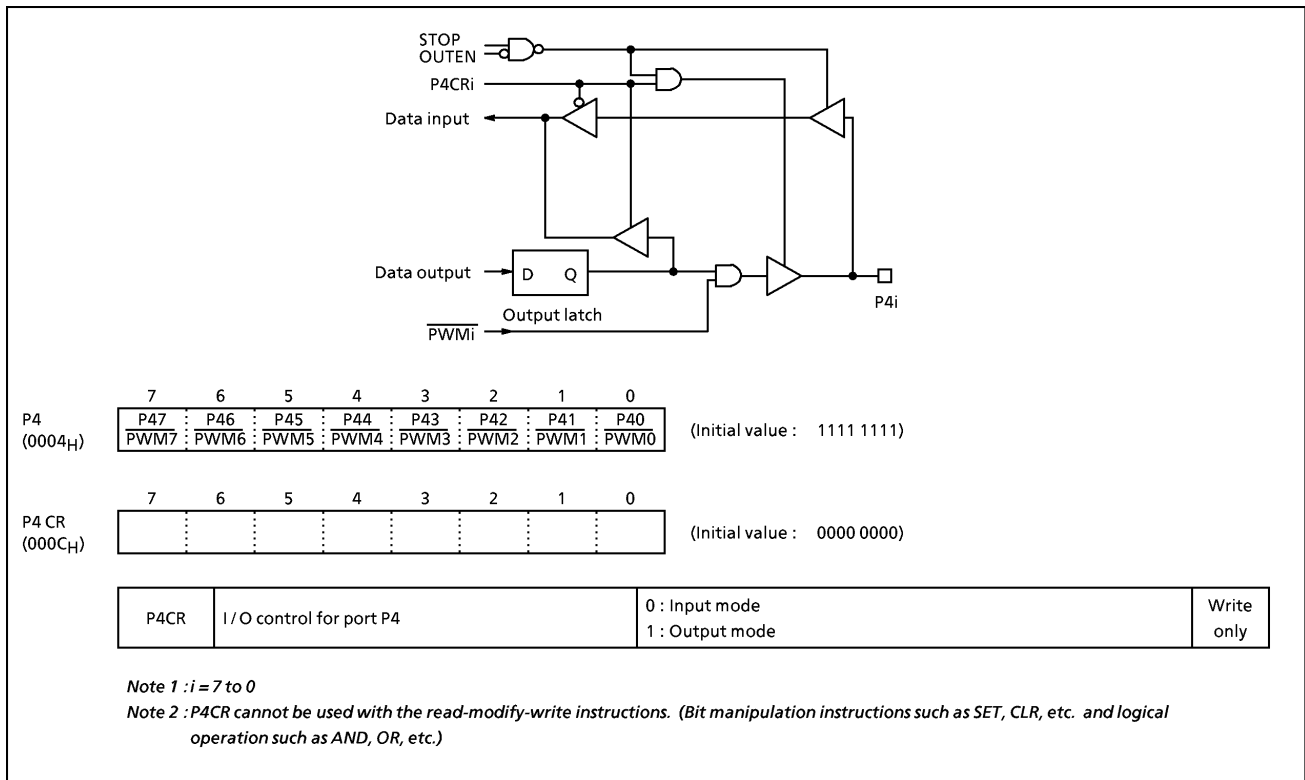 STOP
OUTEN
P4CRi
Data input
Data output
D Q
P4i
Output latch
PWMi
7 6 5 4 3 2 1 0
P4
(0004H)
P47 P46 P45 P44 P43 P42 P41 P40
PWM7 PWM6 PWM5 PWM4 PWM3 PWM2 PWM1 PWM0
(Initial value : 1111 1111)
7 6 5 4 3 2 1 0
P4 CR
(000CH)
(Initial value : 0000 0000)
P4CR I / O control for port P4 0 : Input mode Write
1 : Output mode only
Note 1 : i = 7 to 0
Note 2 : P4CR cannot be used with the read-modify-write instructions. (Bit manipulation instructions such as SET, CLR, etc. and logical
operation such as AND, OR, etc.)